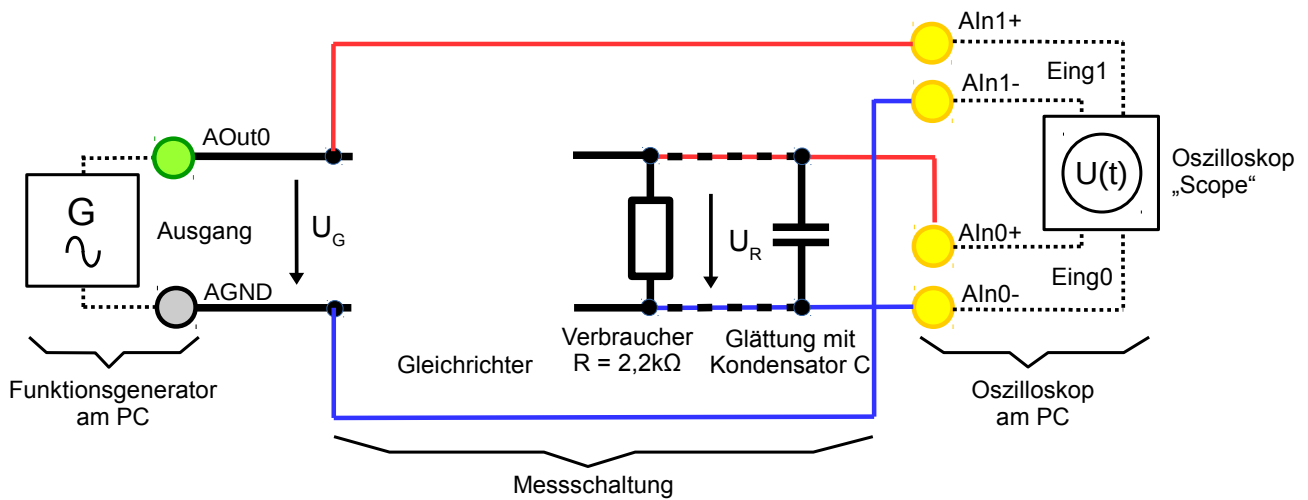 AIn1+
Eing1
AIn1-
AOut0
Oszilloskop
„Scope“
U(t)
G
Ausgang
U_G
U_R
AIn0+
Eing0
AGND
AIn0-
Verbraucher
R = 2,2kΩ
Glättung mit
Kondensator C
Gleichrichter
Funktionsgenerator
am PC
Oszilloskop
am PC
Messschaltung